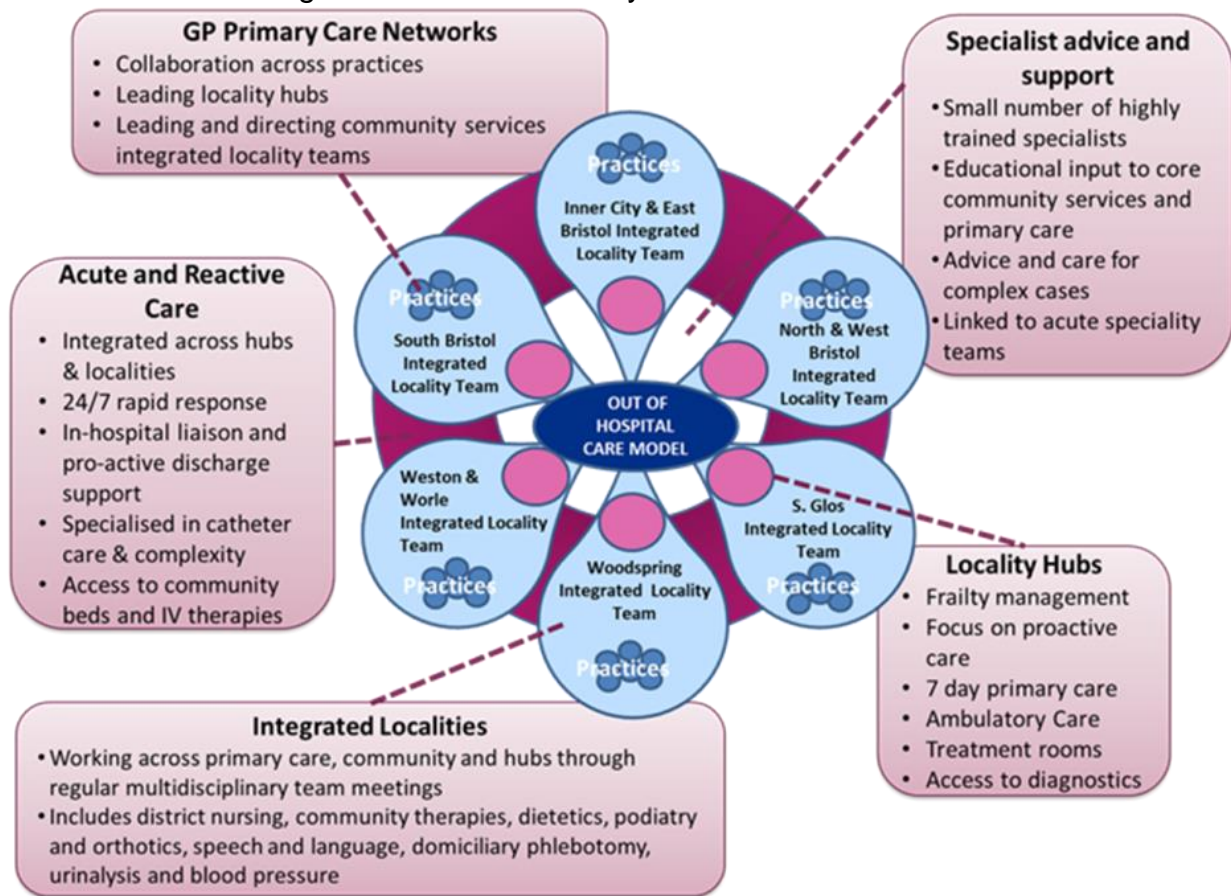 GP Primary Care Networks
• Collaboration across practices
• Leading locality hubs
• Leading and directing community services
integrated locality teams
Specialist advice and
support
• Small number of highly
trained specialists
• Educational input to core
community services and
primary care
• Advice and care for
complex cases
• Linked to acute speciality
teams
Acute and Reactive
Care
• Integrated across hubs
& localities
• 24/7 rapid response
• In-hospital liaison and
pro-active discharge
support
• Specialised in catheter
care & complexity
• Access to community
beds and IV therapies
Practices
Inner City & East
Bristol Integrated
Locality Team
Practices
South Bristol
Integrated
Locality Team
Practices
North & West
Bristol
Integrated
Locality Team
OUT OF
HOSPITAL
CARE MODEL
Weston &
Worle
Integrated Locality
Team
Practices
Woodspring
Integrated Locality
Team
Practices
S. Glos
Integrated Locality
Team
Practices
Locality Hubs
• Frailty management
• Focus on proactive
care
• 7 day primary care
• Ambulatory Care
• Treatment rooms
• Access to diagnostics
Integrated Localities
• Working across primary care, community and hubs through
regular multidisciplinary team meetings
• Includes district nursing, community therapies, dietetics, podiatry
and orthotics, speech and language, domiciliary phlebotomy,
urinalysis and blood pressure